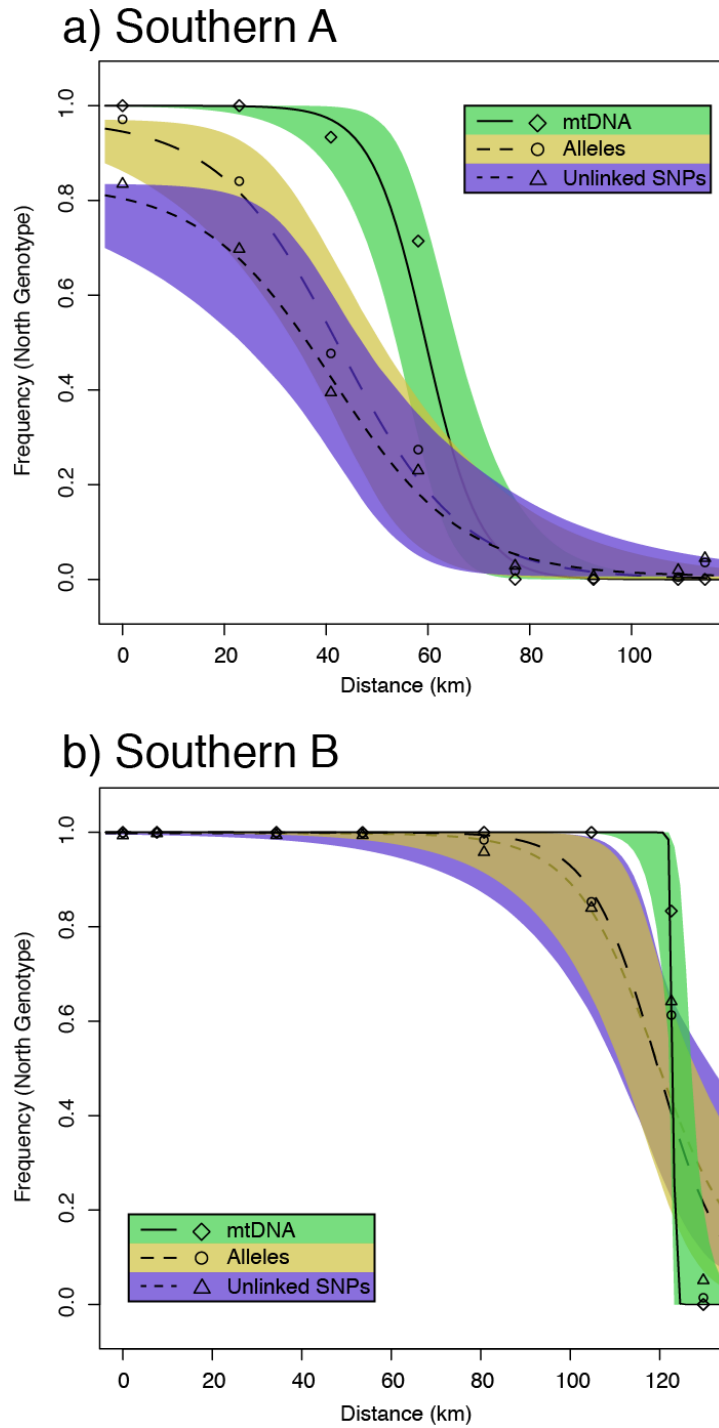 a) Southern A
Frequency (North Genotype)
1.0
0.8
0.6
0.4
0.2
0.0
mtDNA
Alleles
Unlinked SNPs
0 20 40 60 80 100
Distance (km)
b) Southern B
Frequency (North Genotype)
1.0
0.8
0.6
0.4
0.2
0.0
mtDNA
Alleles
Unlinked SNPs
0 20 40 60 80 100 120
Distance (km)